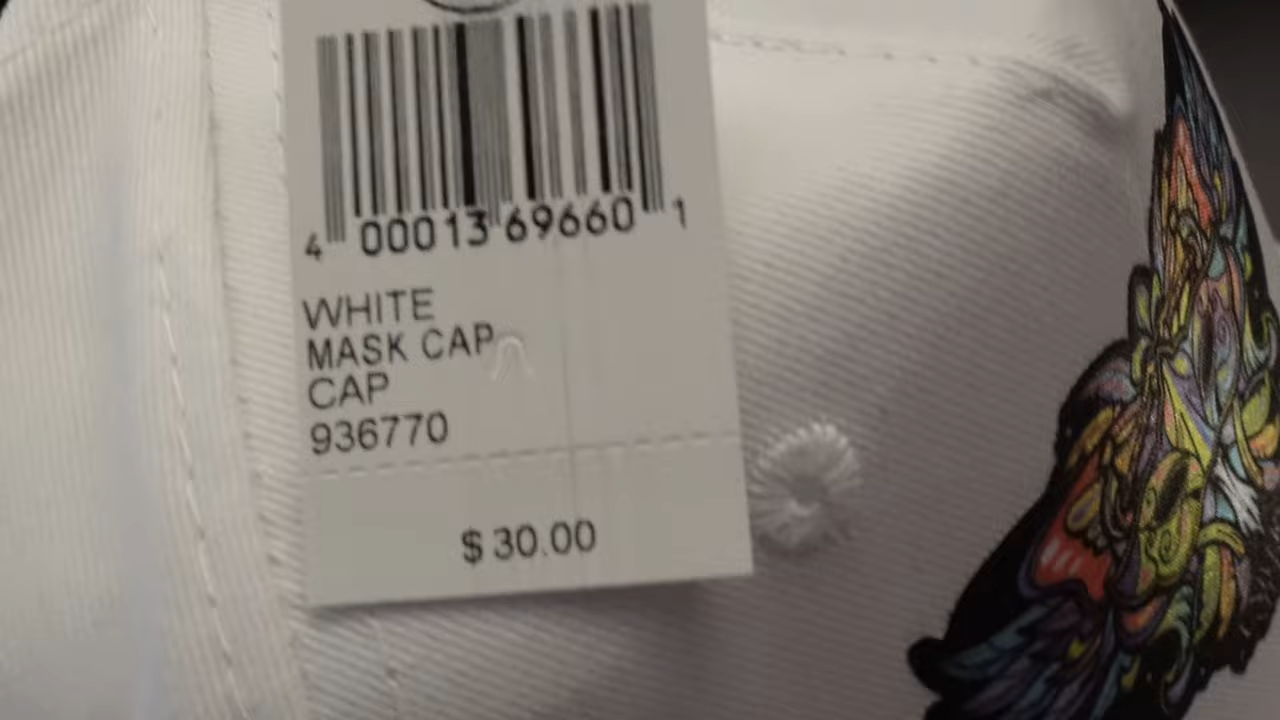 4 00013 69660 1
WHITE
MASK CAP
CAP
936770
$30.00